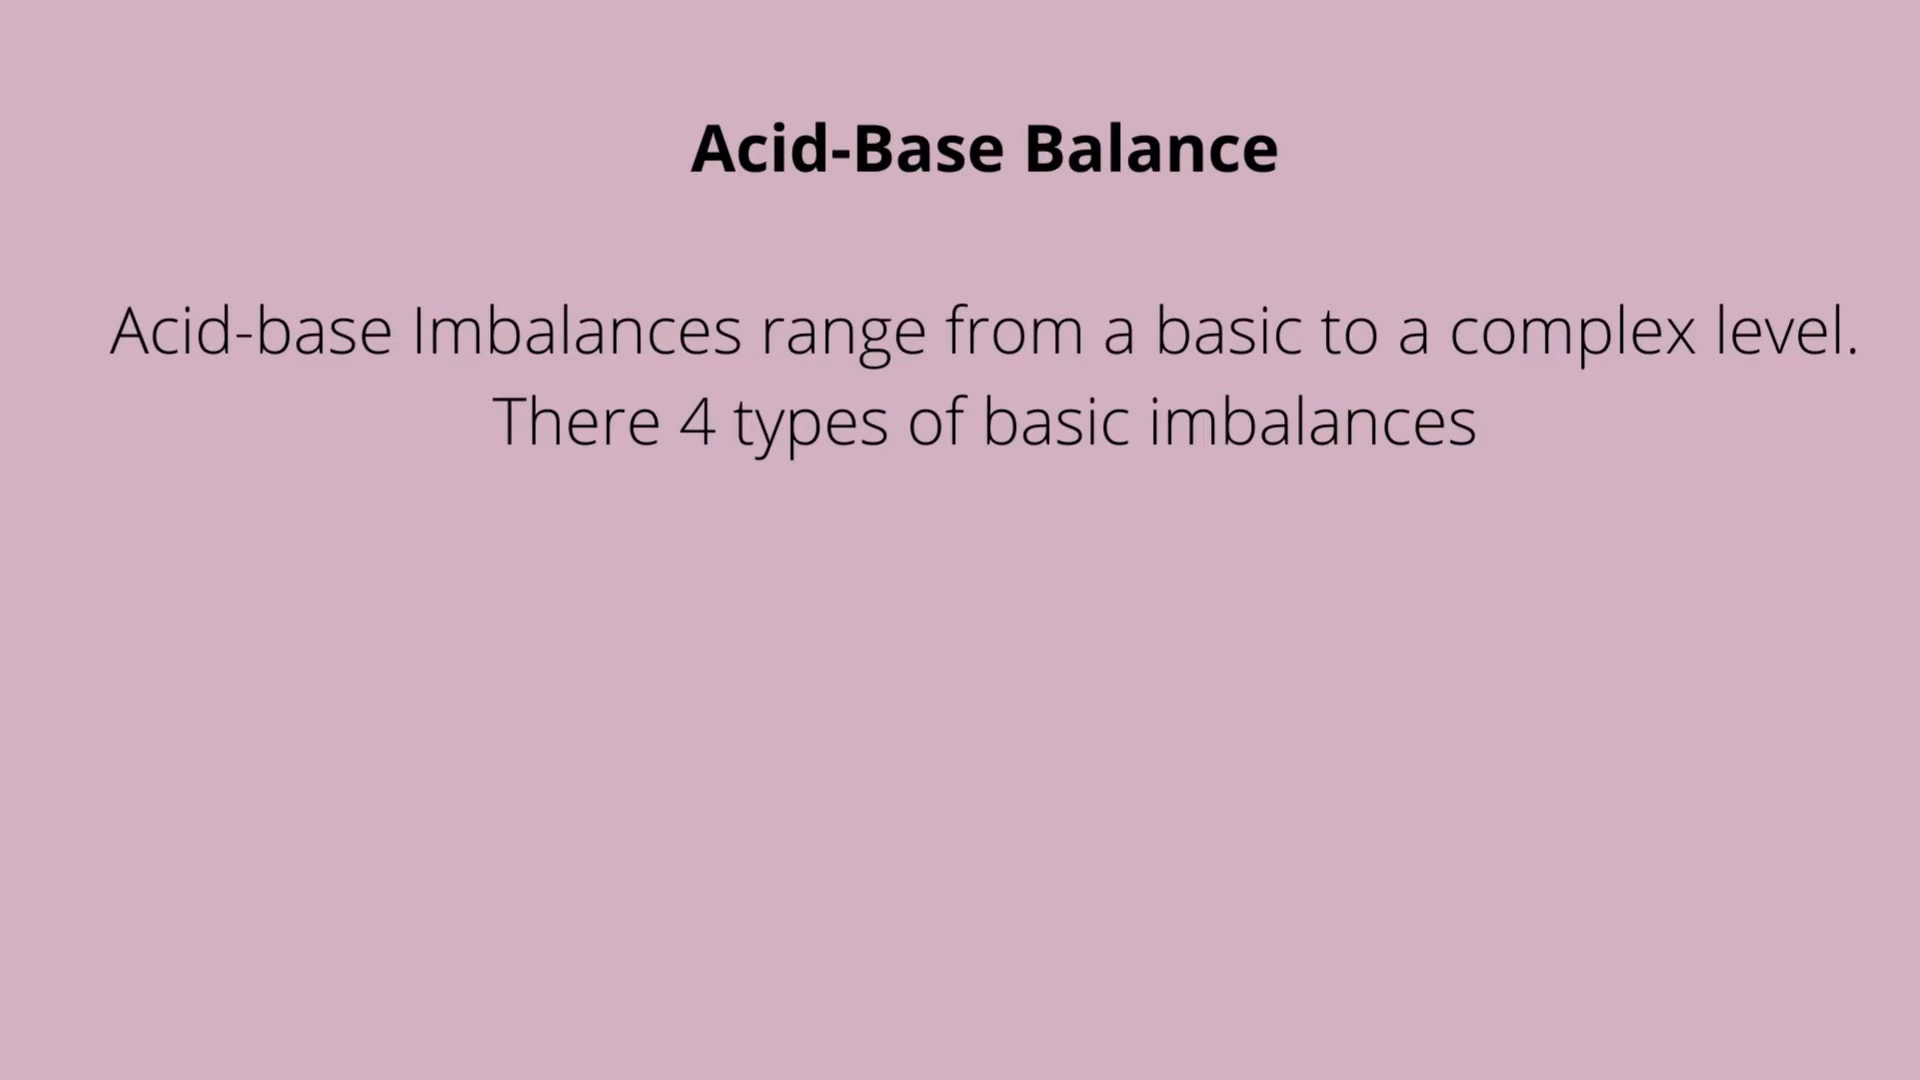 Acid-Base Balance
Acid-base Imbalances range from a basic to a complex level.
There 4 types of basic imbalances